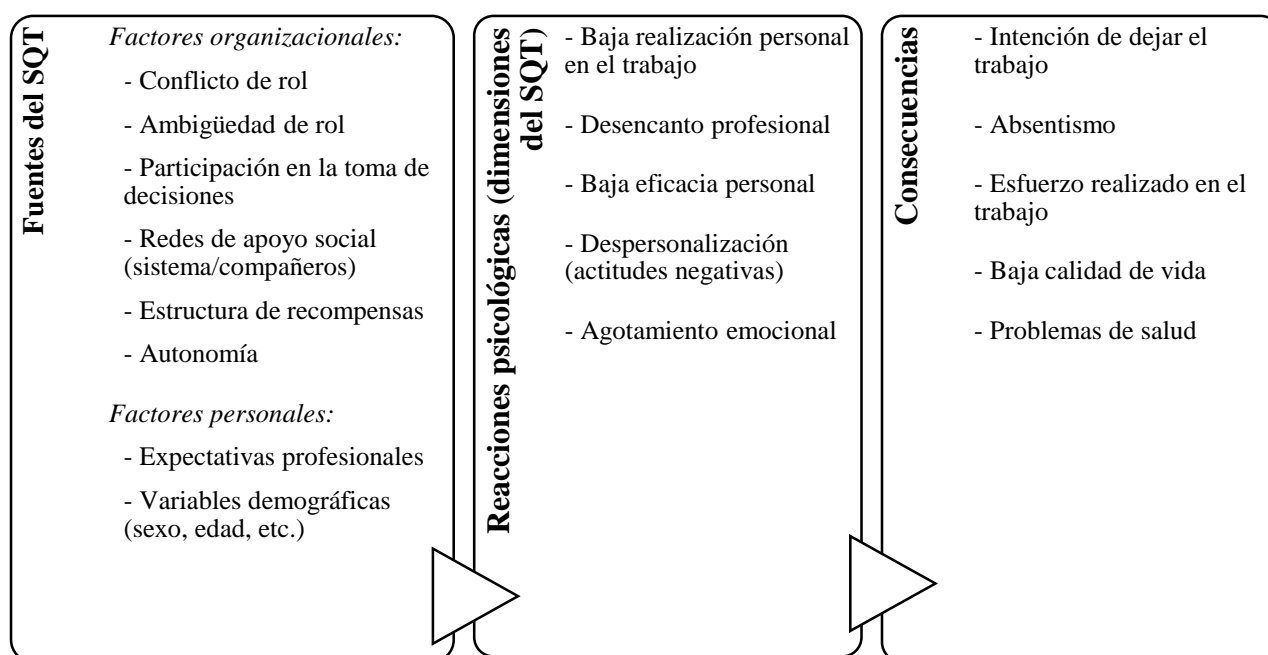 Fuentes del SQT
Factores organizacionales:
- Conflicto de rol
- Ambigüedad de rol
- Participación en la toma de
decisiones
- Redes de apoyo social
(sistema/compañeros)
- Estructura de recompensas
- Autonomía
Factores personales:
- Expectativas profesionales
- Variables demográficas
(sexo, edad, etc.)
Reacciones psicológicas (dimensiones
del SQT)
- Baja realización personal
en el trabajo
- Desencanto profesional
- Baja eficacia personal
- Despersonalización
(actitudes negativas)
- Agotamiento emocional
Consecuencias
- Intención de dejar el
trabajo
- Absentismo
- Esfuerzo realizado en el
trabajo
- Baja calidad de vida
- Problemas de salud